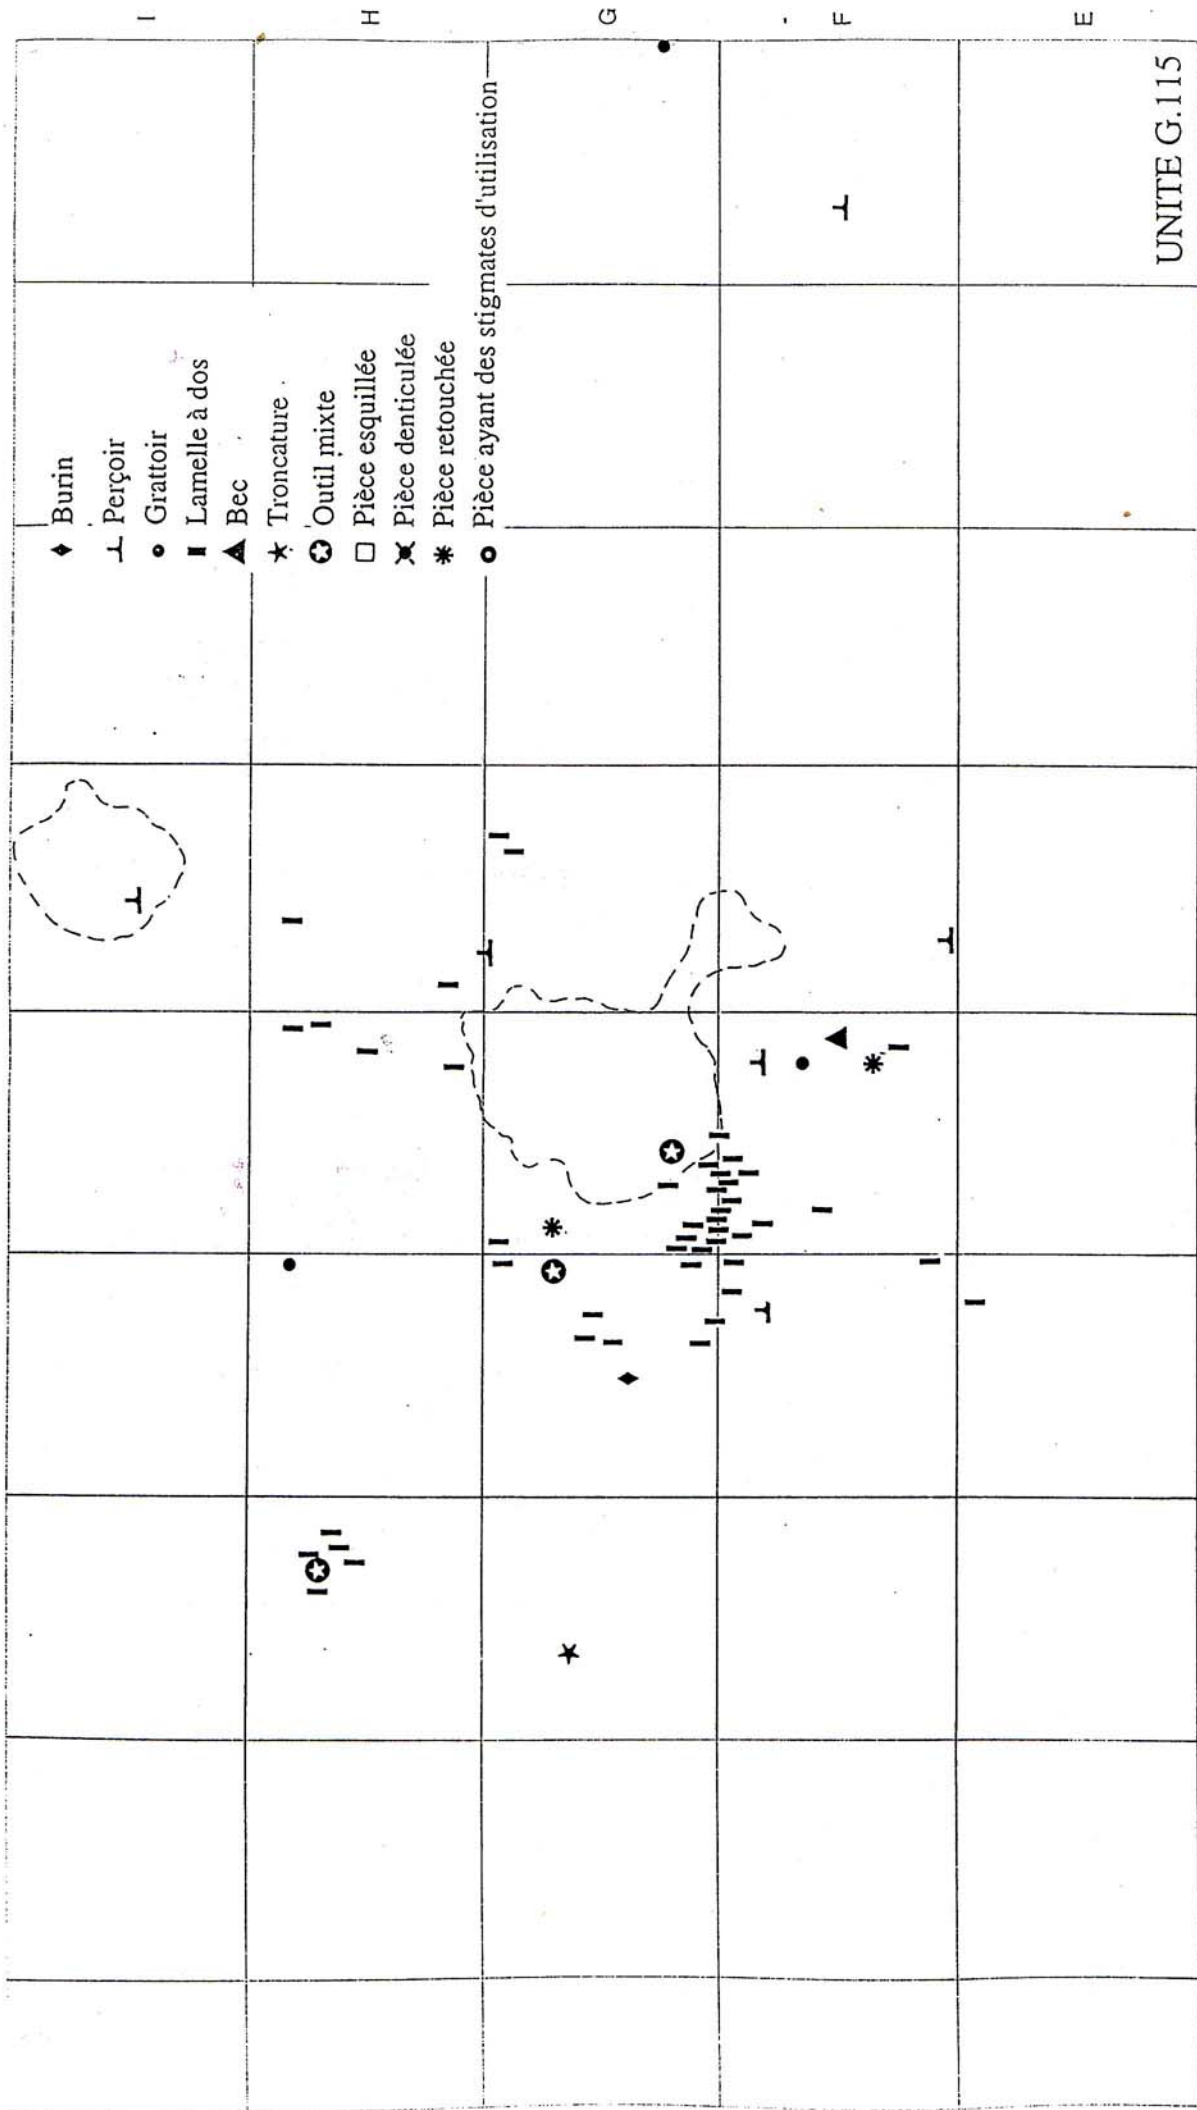 I
H
G
F
E
Burin
Perçoir
Grattoir
Lamelle à dos
Bec
Troncature
Outil mixte
Pièce esquillée
Pièce denticulée
Pièce retouchée
Pièce ayant des stigmates d'utilisation
UNITE G.115